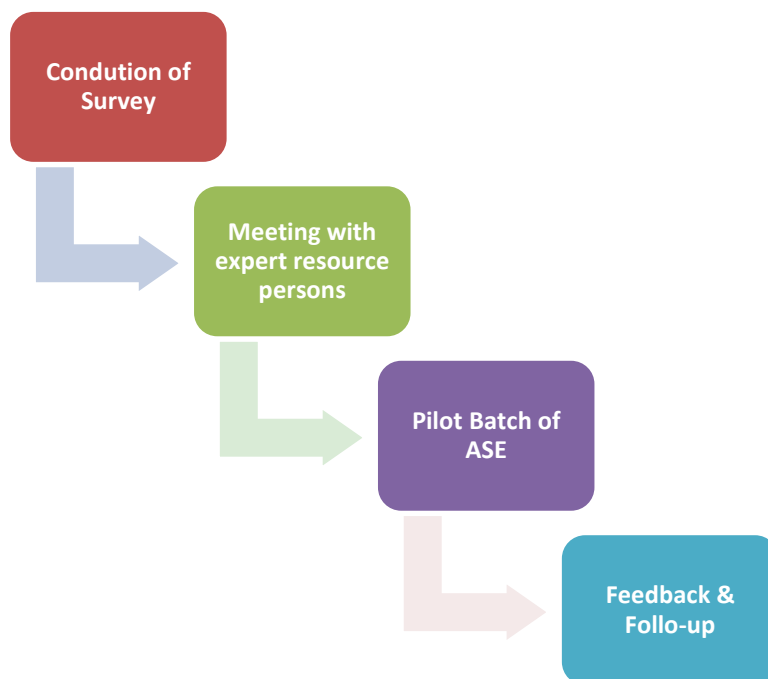 Condution of
Survey
Meeting with
expert resource
persons
Pilot Batch of
ASE
Feedback &
Follo-up